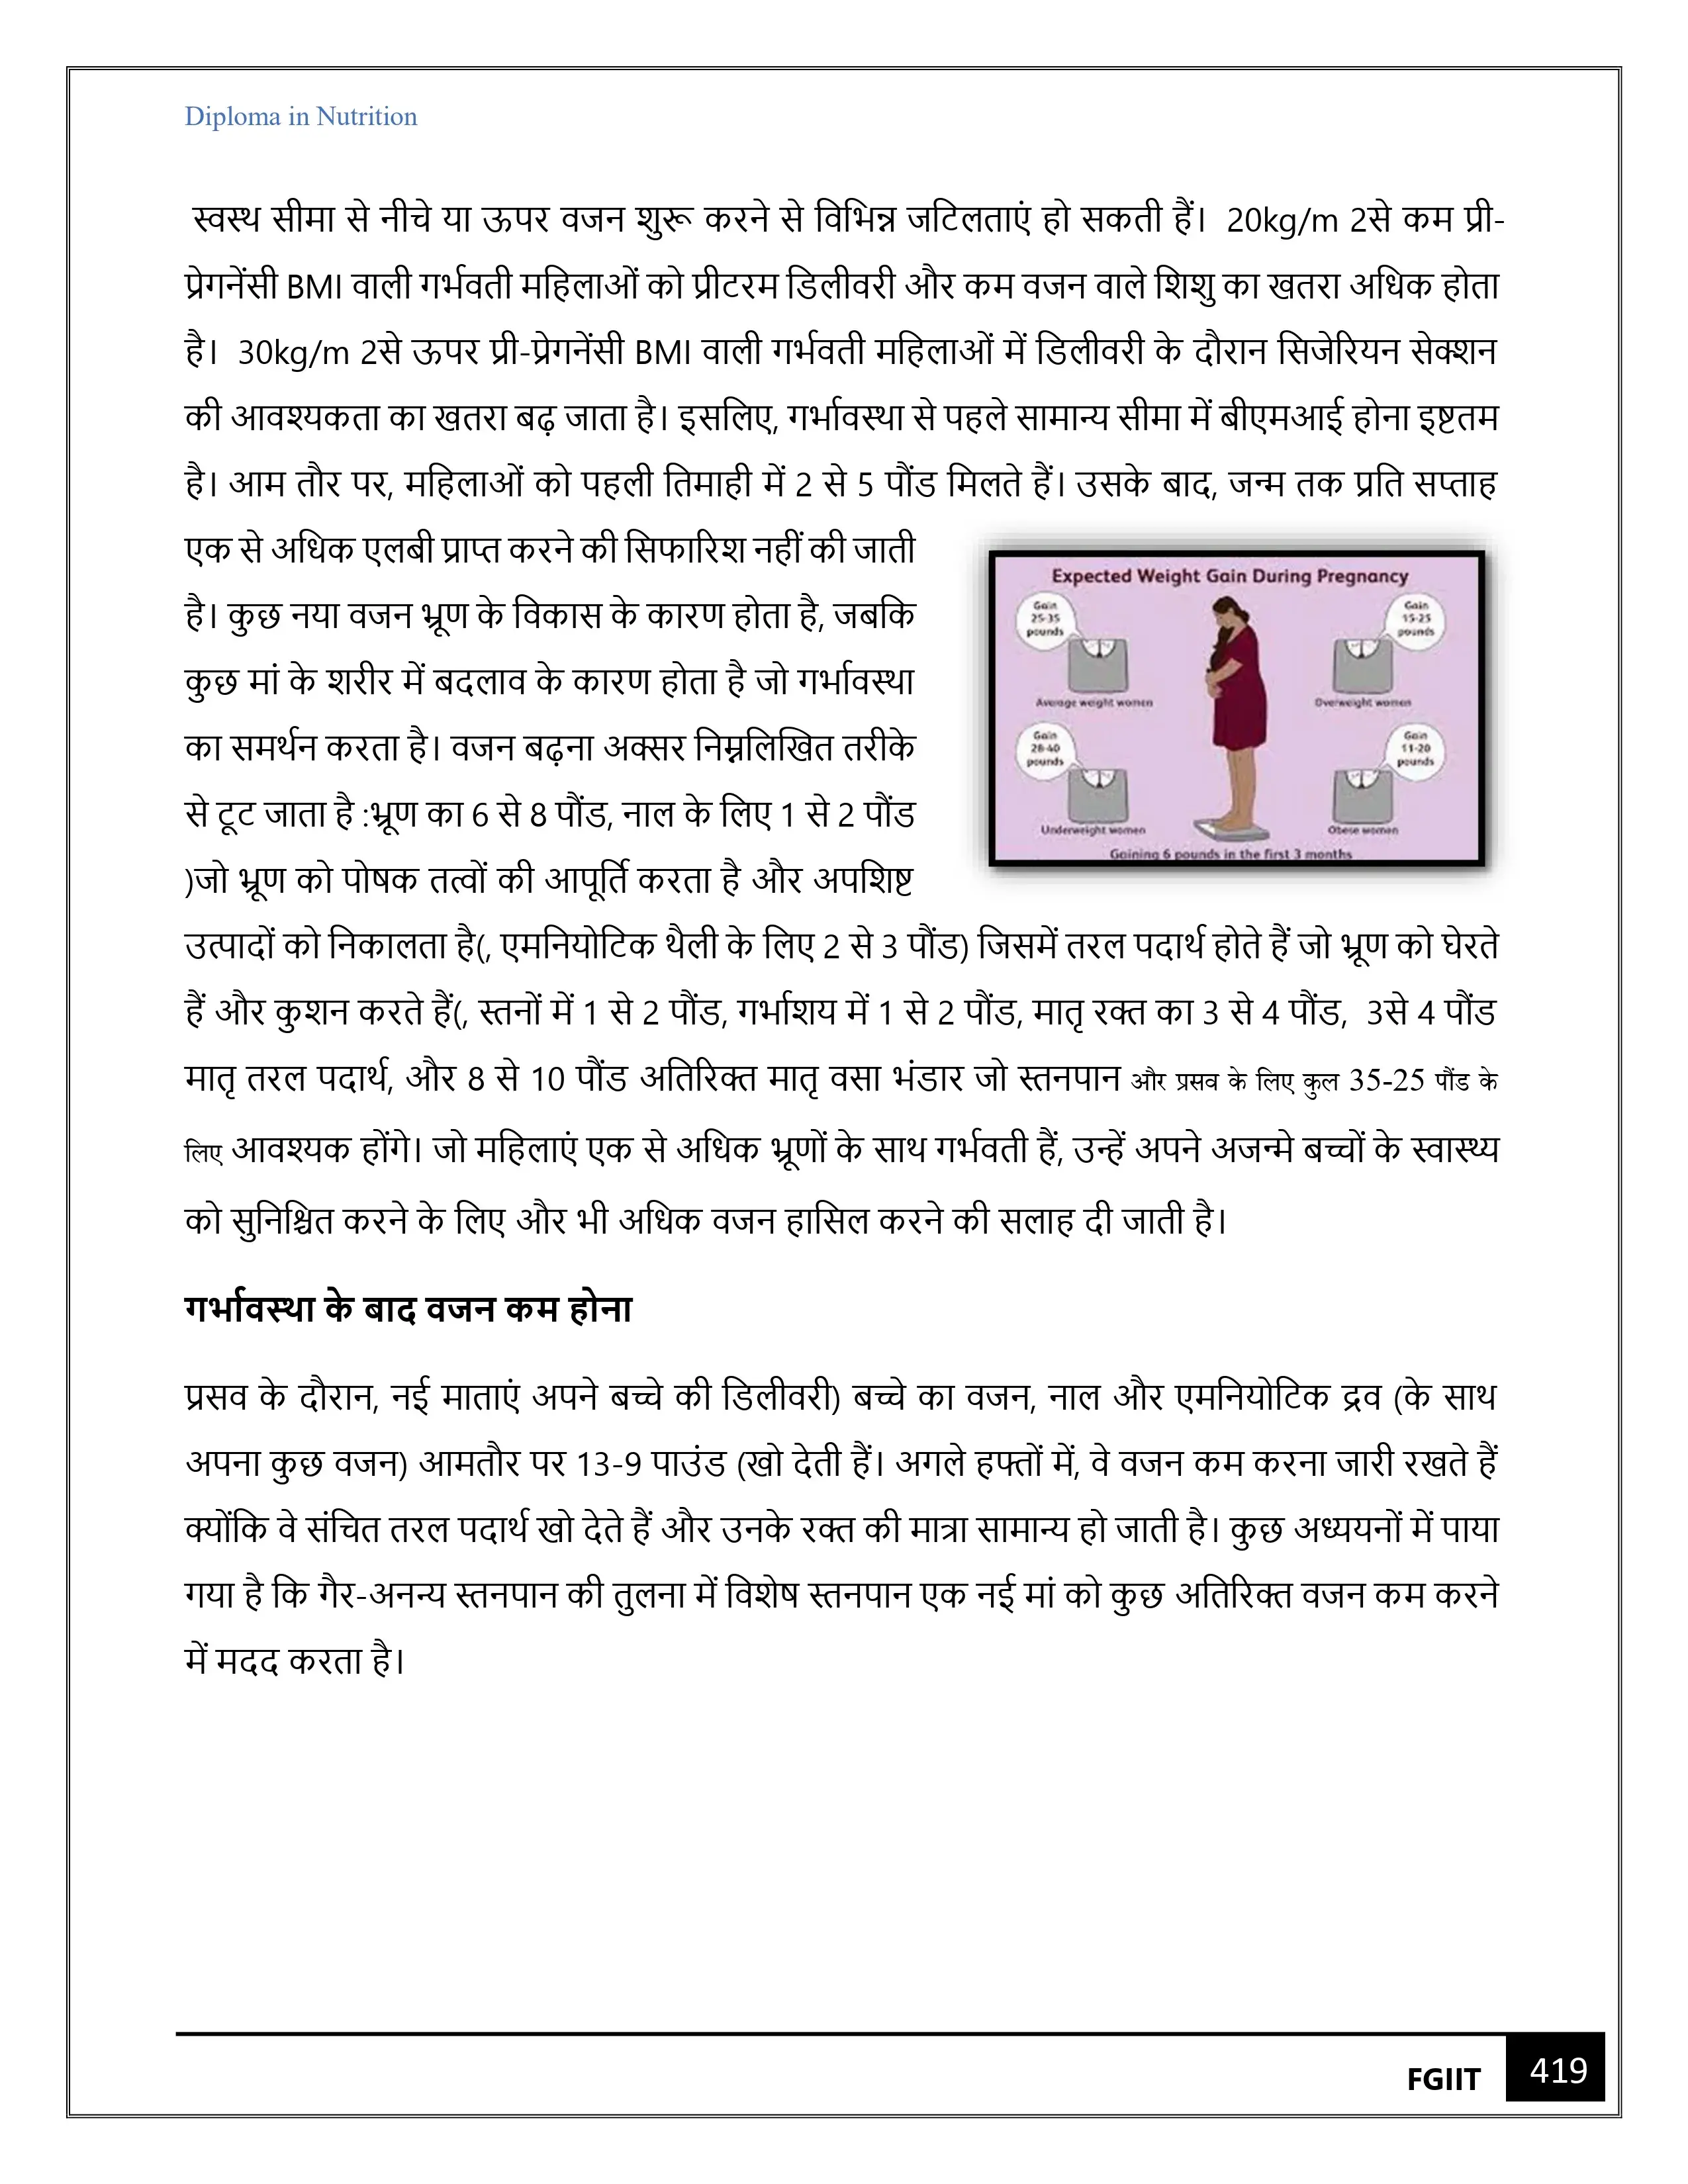 Diploma in Nutrition
स्वस्थ सीमा से नीचे या ऊपर वजन शुरू करने से विभिन्न जटिलताएं हो सकती हैं। 20kg/m 2से कम प्री-
प्रेगनेंसी BMI वाली गर्भवती महिलाओं को प्रीटरम डिलीवरी और कम वजन वाले शिशु का खतरा अधिक होता
है। 30kg/m 2से ऊपर प्री-प्रेगनेंसी BMI वाली गर्भवती महिलाओं में डिलीवरी के दौरान सिजेरियन सेक्शन
की आवश्यकता का खतरा बढ़ जाता है। इसलिए, गर्भावस्था से पहले सामान्य सीमा में बीएमआई होना इष्टतम
है। आम तौर पर, महिलाओं को पहली तिमाही में 2 से 5 पौंड मिलते हैं। उसके बाद, जन्म तक प्रति सप्ताह
एक से अधिक एलबी प्राप्त करने की सिफारिश नहीं की जाती
है। कुछ नया वजन भ्रूण के विकास के कारण होता है, जबकि
कुछ मां के शरीर में बदलाव के कारण होता है जो गर्भावस्था
का समर्थन करता है। वजन बढ़ना अक्सर निम्नलिखित तरीके
से टूट जाता है :भ्रूण का 6 से 8 पौंड, नाल के लिए 1 से 2 पौंड
)जो भ्रूण को पोषक तत्वों की आपूर्ति करता है और अपशिष्ट
Expected Weight Gain During Pregnancy
Gain
25-35
pounds
Average weight women
Gain
15-25
pounds
Overweight women
Gain
28-40
pounds
Underweight women
Gain
11-20
pounds
Obese women
Gaining 6 pounds in the first 3 months
उत्पादों को निकालता है(, एमनियोटिक थैली के लिए 2 से 3 पौंड) जिसमें तरल पदार्थ होते हैं जो भ्रूण को घेरते
हैं और कुशन करते हैं(, स्तनों में 1 से 2 पौंड, गर्भाशय में 1 से 2 पौंड, मातृ रक्त का 3 से 4 पौंड, 3से 4 पौंड
मातृ तरल पदार्थ, और 8 से 10 पौंड अतिरिक्त मातृ वसा भंडार जो स्तनपान और प्रसव के लिए कुल 35-25 पौंड के
लिए आवश्यक होंगे। जो महिलाएं एक से अधिक भ्रूणों के साथ गर्भवती हैं, उन्हें अपने अजन्मे बच्चों के स्वास्थ्य
को सुनिश्चित करने के लिए और भी अधिक वजन हासिल करने की सलाह दी जाती है।
गर्भावस्था के बाद वजन कम होना
प्रसव के दौरान, नई माताएं अपने बच्चे की डिलीवरी) बच्चे का वजन, नाल और एमनियोटिक द्रव (के साथ
अपना कुछ वजन) आमतौर पर 13-9 पाउंड (खो देती हैं। अगले हफ्तों में, वे वजन कम करना जारी रखते हैं
क्योंकि वे संचित तरल पदार्थ खो देते हैं और उनके रक्त की मात्रा सामान्य हो जाती है। कुछ अध्ययनों में पाया
गया है कि गैर-अनन्य स्तनपान की तुलना में विशेष स्तनपान एक नई मां को कुछ अतिरिक्त वजन कम करने
में मदद करता है।
FGIIT 419